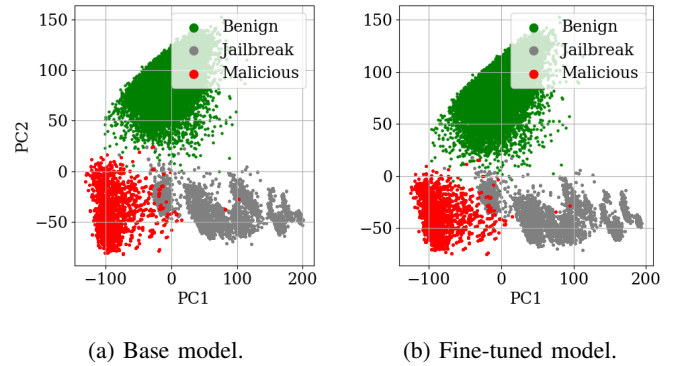 Benign
Jailbreak
Malicious
150
100
50
0
−50
PC2
−100
0
100
200
PC1
(a) Base model.
Benign
Jailbreak
Malicious
150
100
50
0
−50
−100
0
100
200
PC1
(b) Fine-tuned model.